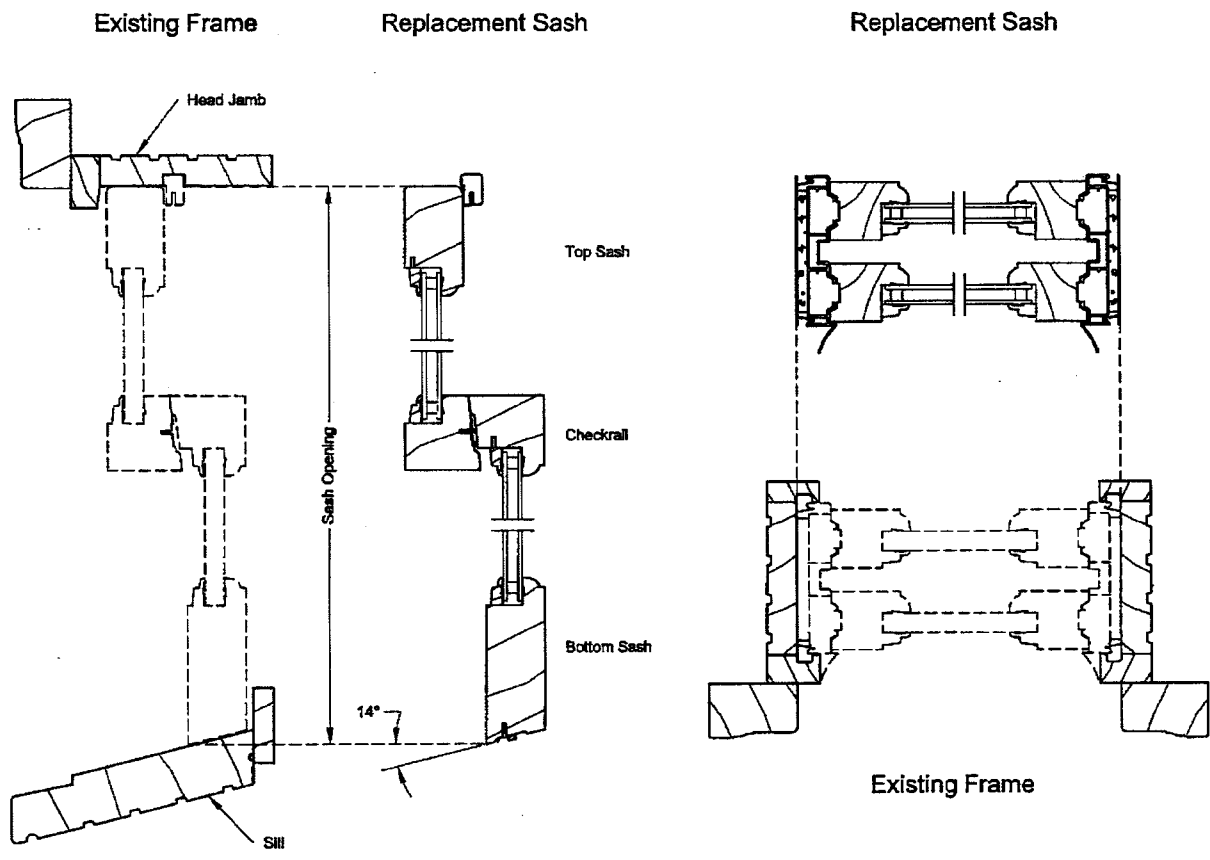 Existing Frame
Replacement Sash
Replacement Sash
Head Jamb
Top Sash
Sash Opening
Checkrail
Bottom Sash
14°
Existing Frame
Sill